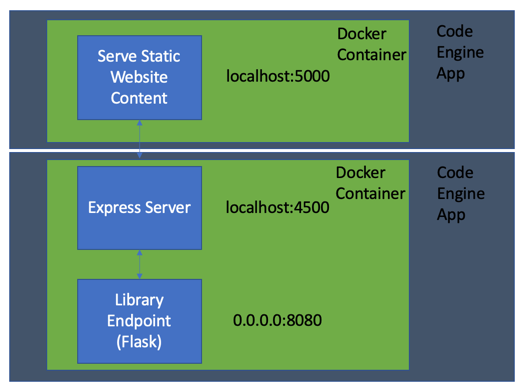 Serve Static
Website
Content
localhost:5000
Docker
Container
Code
Engine
App
Express Server
localhost:4500
Docker
Container
Code
Engine
App
Library
Endpoint
(Flask)
0.0.0.0:8080